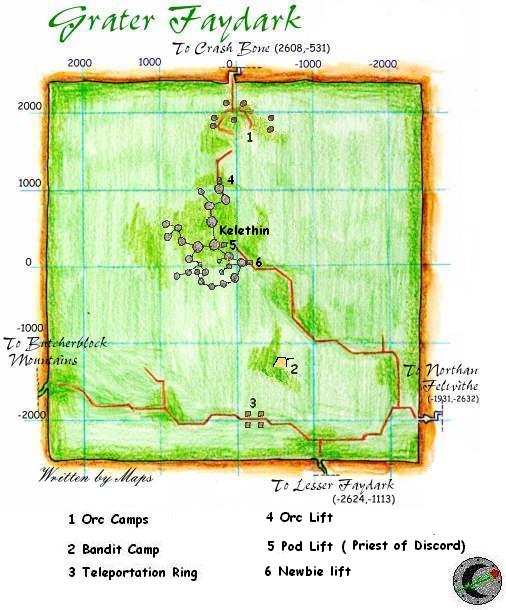 Grater Faydark
To Crash Bone (2608,-531)
2000 1000 0 -1000 -2000
2000
1
1000
4
Kelethin
5
0
6
-1000
To Butcherblock
Mountains
2
To Northan
Felwithe
(-1931,-2632)
3
-2000
Written by Maps
To Lesser Faydark
(-2624,-1113)
1 Orc Camps
4 Orc Lift
2 Bandit Camp
5 Pod Lift ( Priest of Discord)
3 Teleportation Ring
6 Newbie lift